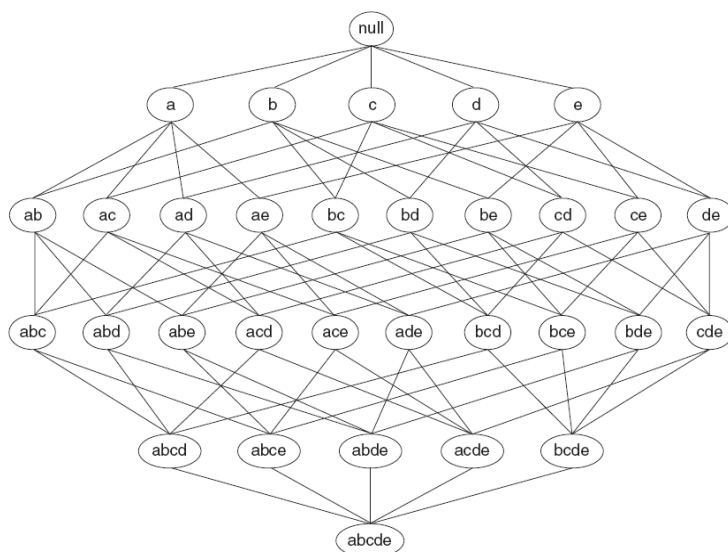 null
a b c d e
ab ac ad ae bc bd be cd ce de
abc abd abe acd ace ade bcd bce bde cde
abcd abce abde acde bcde
abcde